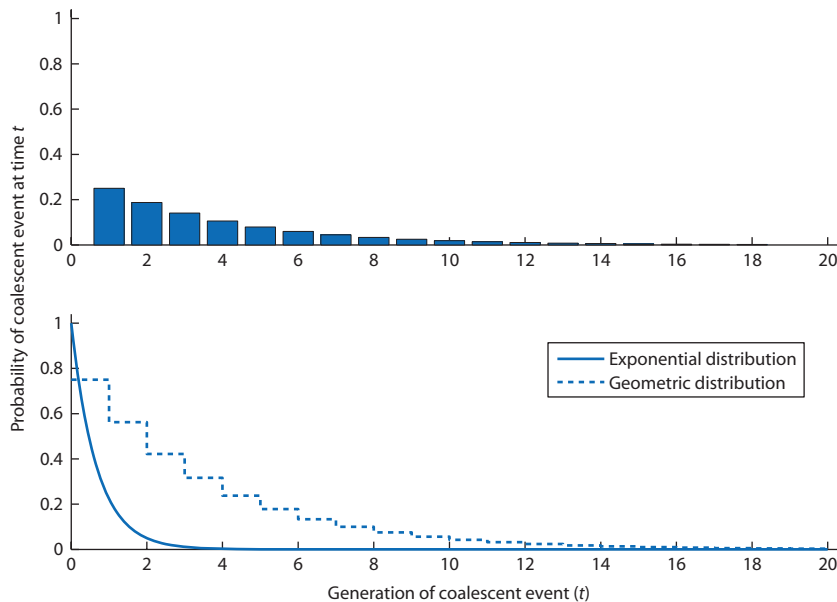 Probability of coalescent event at time t
1
0.8
0.6
0.4
0.2
0
0 2 4 6 8 10 12 14 16 18 20
1
0.8
0.6
0.4
0.2
0
Exponential distribution
Geometric distribution
0 2 4 6 8 10 12 14 16 18 20
Generation of coalescent event (t)